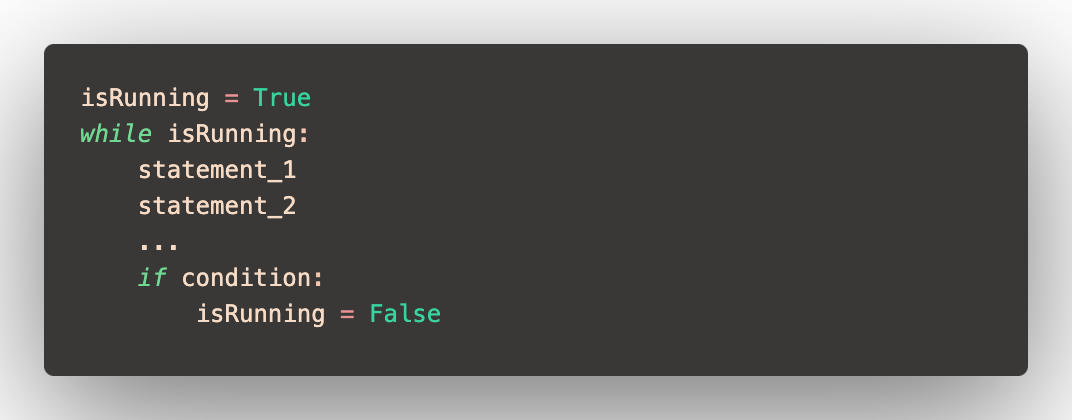 isRunning = True
while isRunning:
    statement_1
    statement_2
    ...
    if condition:
        isRunning = False